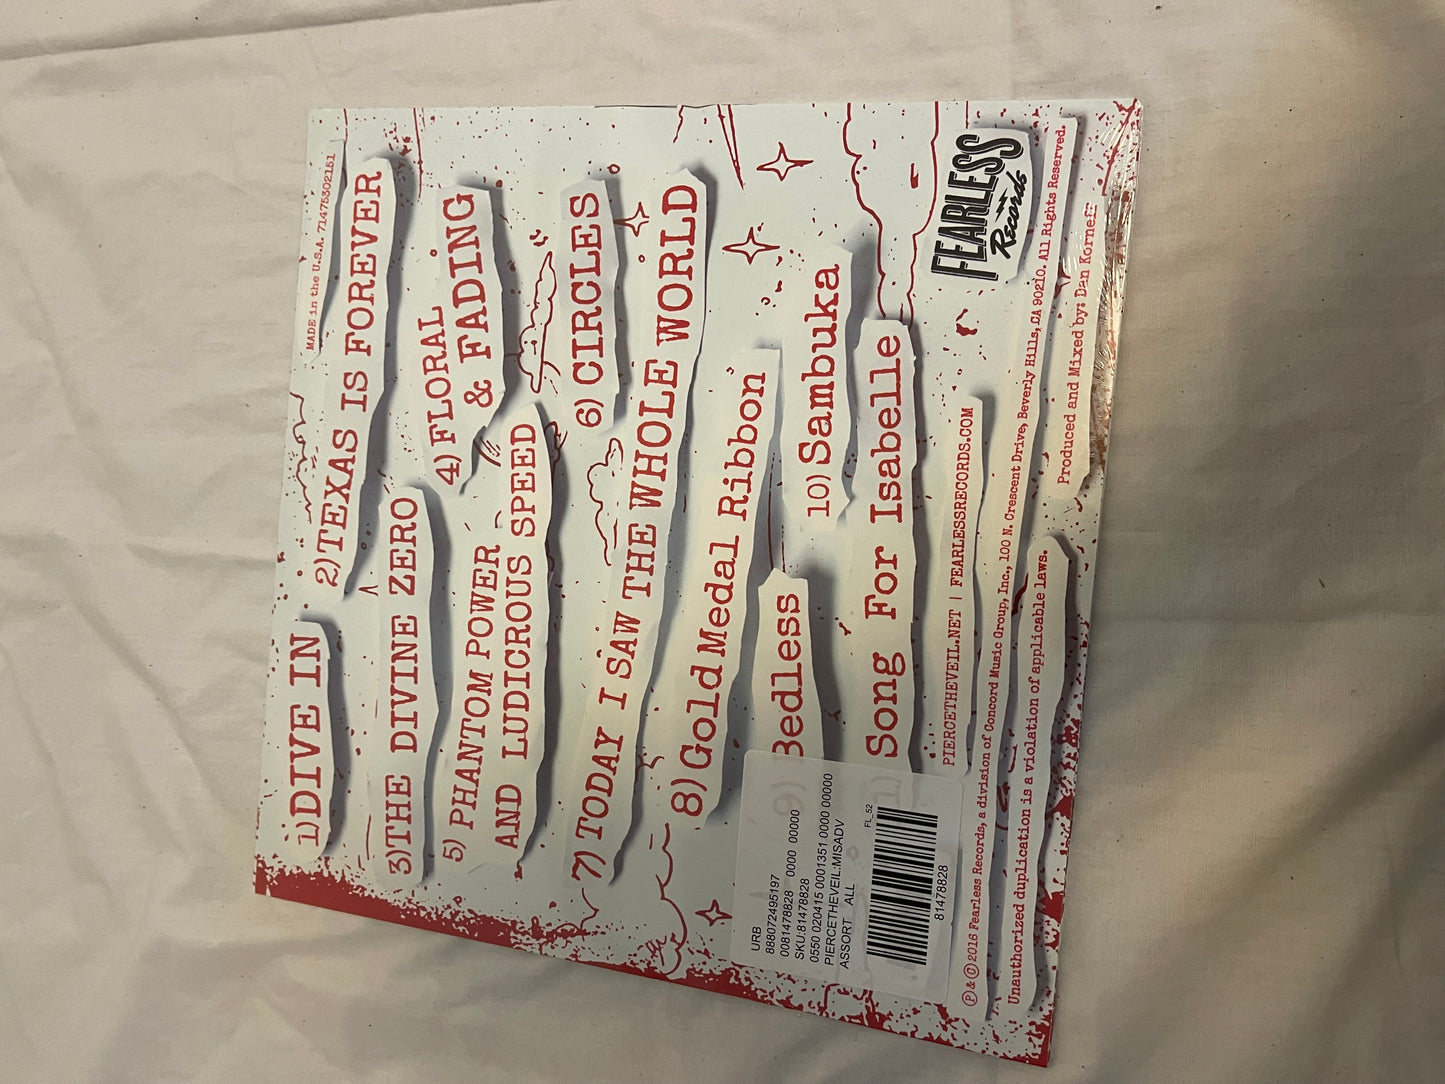 MADE in the U.S.A. 71475302151
1) DIVE IN
2) TEXAS IS FOREVER
3) THE DIVINE ZERO
4) FLORAL
& FADING
5) PHANTOM POWER
AND LUDICROUS SPEED
6) CIRCLES
7) TODAY I SAW THE WHOLE WORLD
8) Gold Medal Ribbon
9) Bedless
10) Sambuka
Song For Isabelle
FEARLESS
Records
PIERCETHEVEIL.NET | FEARLESSRECORDS.COM
Ⓟ & © 2016 Fearless Records, a division of Concord Music Group, Inc., 100 N. Crescent Drive, Beverly Hills, CA 90210. All Rights Reserved.
Unauthorized duplication is a violation of applicable laws.
Produced and Mixed by: Dan Korneff
URB
888072495197
0081478828 0000 00000
SKU:81478828
0550 020415 0001351 0000 00000
PIERCETHEVEIL:MISADV
ASSORT ALL
FL_52
81478828